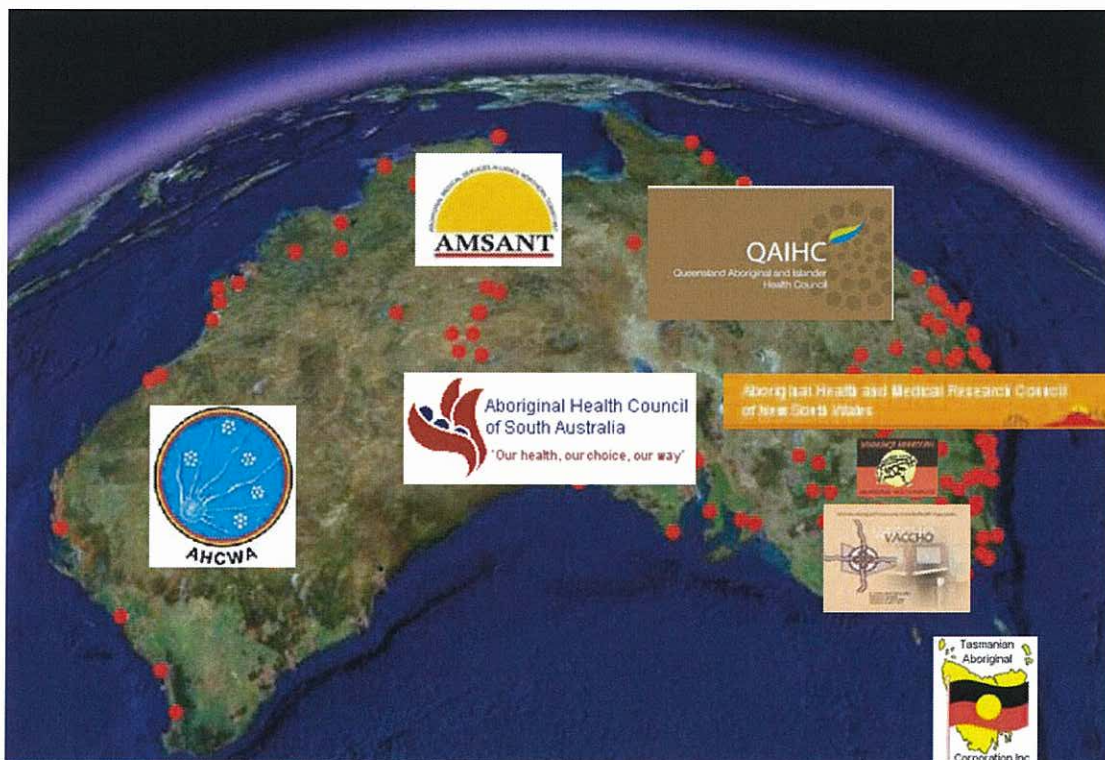 AMSANT
QAIHC
Queensland Aboriginal and Islander
Health Council
Aboriginal Health Council
of South Australia
'Our health, our choice, our way'
Aboriginal Health and Medical Research Council
of New South Wales
AHCWA
VACCHO
Tasmanian
Aboriginal
Corporation Inc